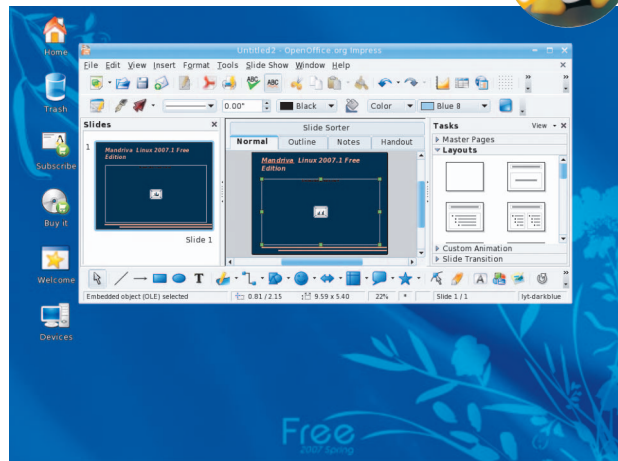 Home
Trash
Subscribe
Buy it
Welcome
Devices
Untitled2 - OpenOffice.org Impress
File Edit View Insert Format Tools Slide Show Window Help
ABC ABC
0.00" Black Color Blue 8
Slides
1
Mandriva Linux 2007.1 Free
Edition
Slide 1
Slide Sorter
Normal Outline Notes Handout
Mandriva Linux 2007.1 Free
Edition
Tasks View
Master Pages
Layouts
Custom Animation
Slide Transition
T A
Embedded object (OLE) selected 0.81 / 2.15 9.59 x 5.40 22% * Slide 1 / 1 lyt-darkblue
Free
2007 Spring